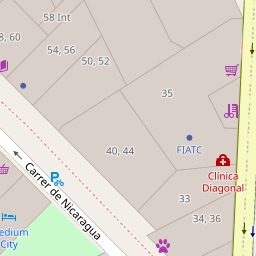 58 Int
8, 60
54, 56
50, 52
35
40, 44
FIATC
Clínica
Diagonal
Carrer de Nicaragua
33
34, 36
edium
City